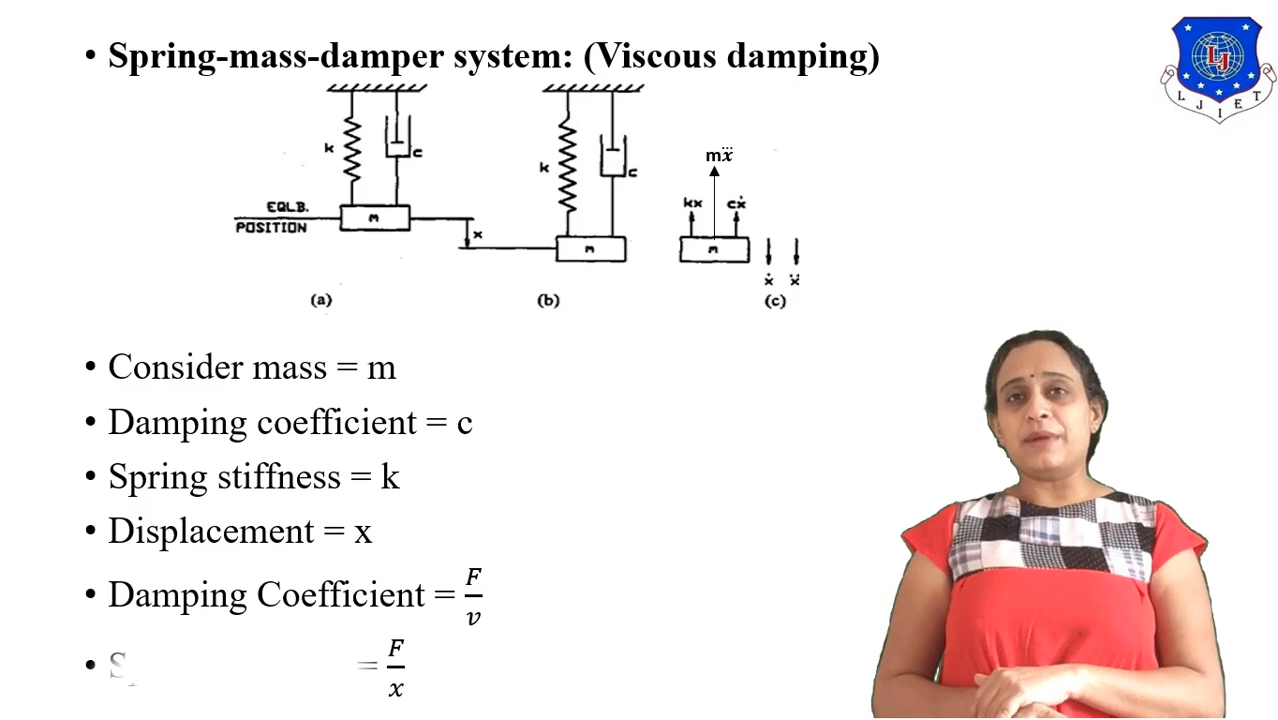 • Spring-mass-damper system: (Viscous damping)
L J I E T
LJ
k
c
k
c
mẍ
kx
cẋ
EQLB.
POSITION
m
x
m
m
ẋ
ẍ
(a)
(b)
(c)
• Consider mass = m
• Damping coefficient = c
• Spring stiffness = k
• Displacement = x
• Damping Coefficient = F/v
• = F/x